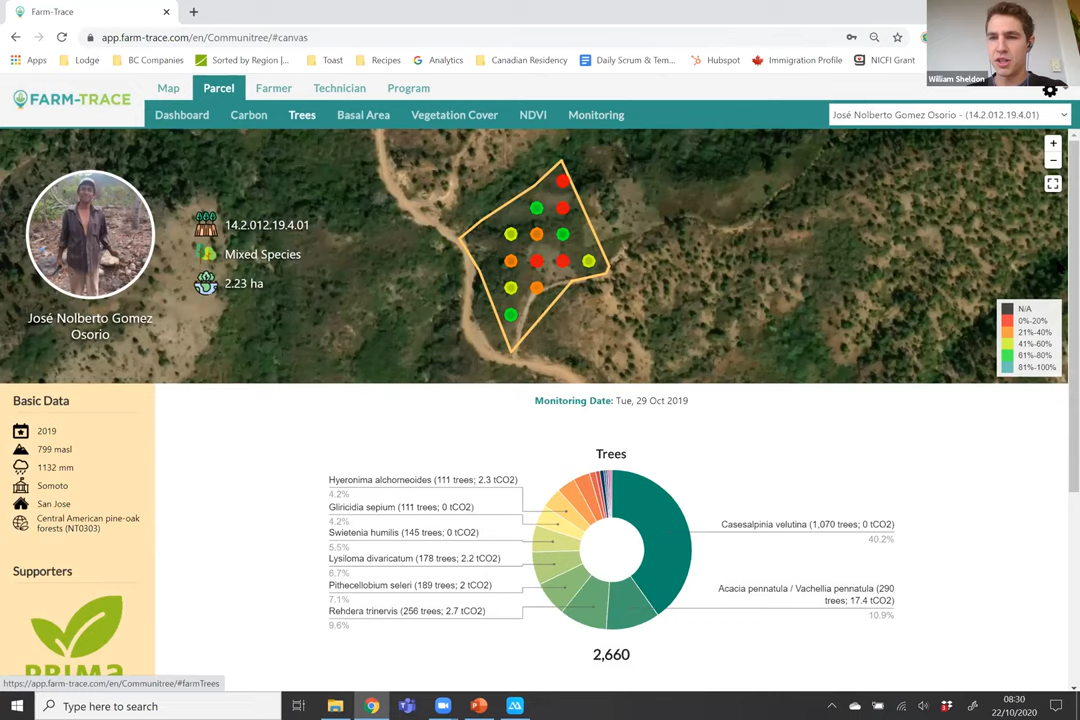 Farm-Trace
app.farm-trace.com/en/Communitree/#canvas
Apps
Lodge
BC Companies
Sorted by Region |...
Toast
Recipes
Analytics
Canadian Residency
Daily Scrum & Tem...
Hubspot
Immigration Profile
NICFI Grant
William Sheldon
FARM-TRACE
Map
Parcel
Farmer
Technician
Program
Dashboard
Carbon
Trees
Basal Area
Vegetation Cover
NDVI
Monitoring
José Nolberto Gomez Osorio - (14.2.012.19.4.01)
14.2.012.19.4.01
Mixed Species
2.23 ha
José Nolberto Gomez
Osorio
N/A
0%-20%
21%-40%
41%-60%
61%-80%
81%-100%
Basic Data
2019
799 masl
1132 mm
Somoto
San Jose
Central American pine-oak
forests (NT0303)
Supporters
PRIMA
Monitoring Date: Tue, 29 Oct 2019
Trees
Hyeronima alchorneoides (111 trees; 2.3 tCO2)
4.2%
Gliricidia sepium (111 trees; 0 tCO2)
4.2%
Swietenia humilis (145 trees; 0 tCO2)
5.5%
Lysiloma divaricatum (178 trees; 2.2 tCO2)
6.7%
Pithecellobium seleri (189 trees; 2 tCO2)
7.1%
Rehdera trinervis (256 trees; 2.7 tCO2)
9.6%
Casesalpinia velutina (1,070 trees; 0 tCO2)
40.2%
Acacia pennatula / Vachellia pennatula (290
trees; 17.4 tCO2)
10.9%
2,660
https://app.farm-trace.com/en/Communitree/#farmTrees
Type here to search
08:30
22/10/2020